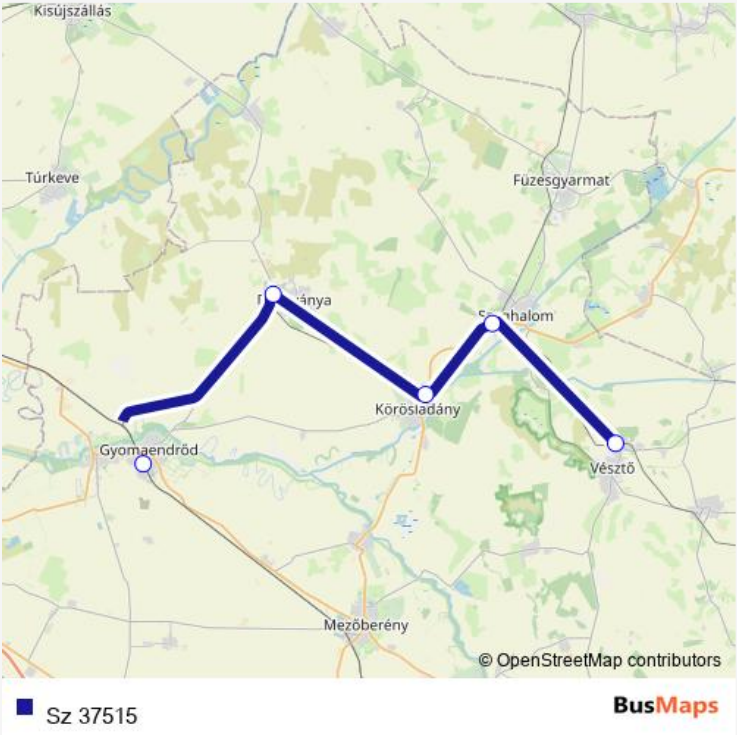 Kisújszállás
Túrkeve
Füzesgyarmat
Körösladány
Gyomaendrőd
Vésztő
Mezőberény
© OpenStreetMap contributors
Sz 37515
BusMaps